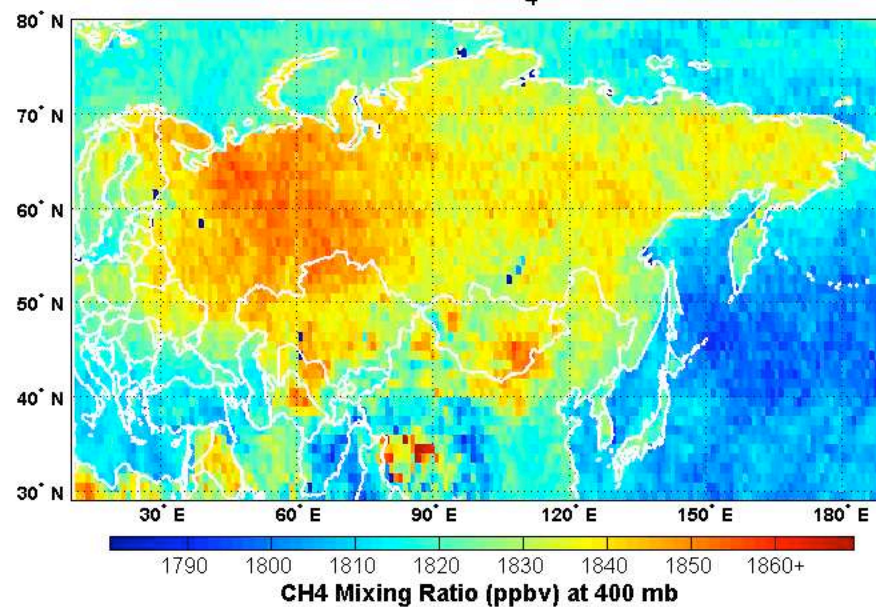 4
80° N
70° N
60° N
50° N
40° N
30° N
30° E 60° E 90° E 120° E 150° E 180° E
1790 1800 1810 1820 1830 1840 1850 1860+
CH4 Mixing Ratio (ppbv) at 400 mb